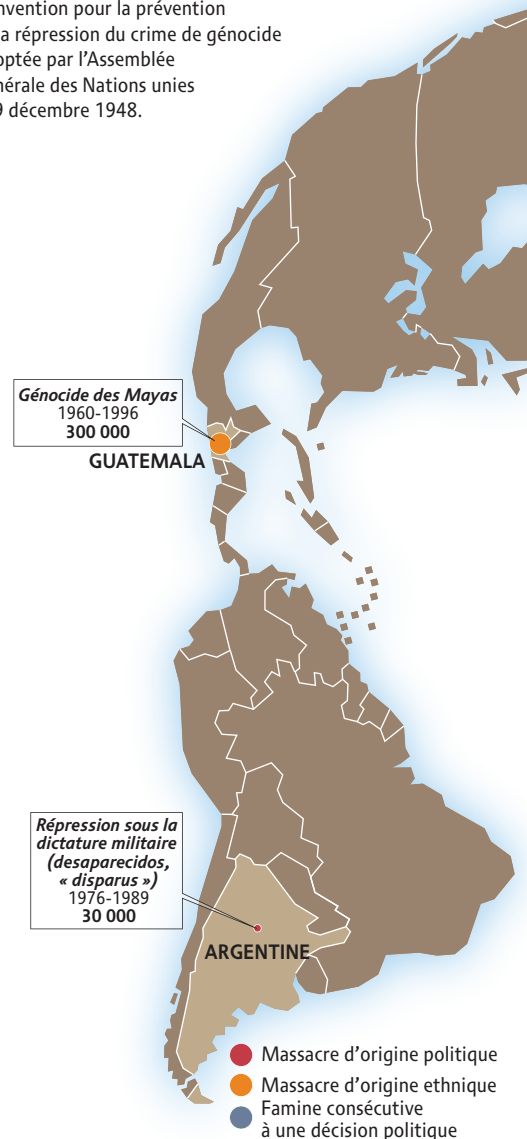 nvention pour la prévention
a répression du crime de génocide
optée par l'Assemblée
nérale des Nations unies
9 décembre 1948.
Génocide des Mayas
1960-1996
300 000
GUATEMALA
Répression sous la
dictature militaire
(desaparecidos,
« disparus »)
1976-1989
30 000
ARGENTINE
Massacre d'origine politique
Massacre d'origine ethnique
Famine consécutive
à une décision politique